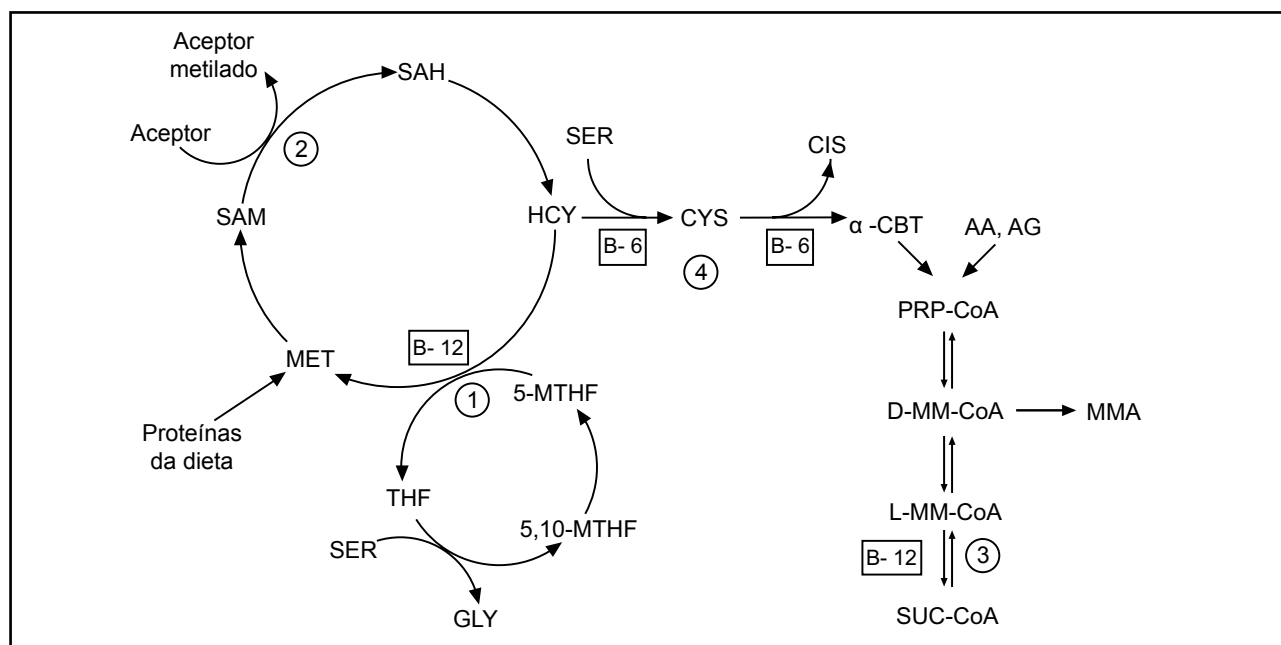 Aceptor
metilado
SAH
Aceptor
2
SER
CIS
SAM
HCY
CYS
α -CBT
AA, AG
B- 6
B- 6
4
PRP-CoA
B- 12
MET
5-MTHF
1
D-MM-CoA
MMA
Proteínas
da dieta
THF
L-MM-CoA
5,10-MTHF
SER
B- 12
3
GLY
SUC-CoA